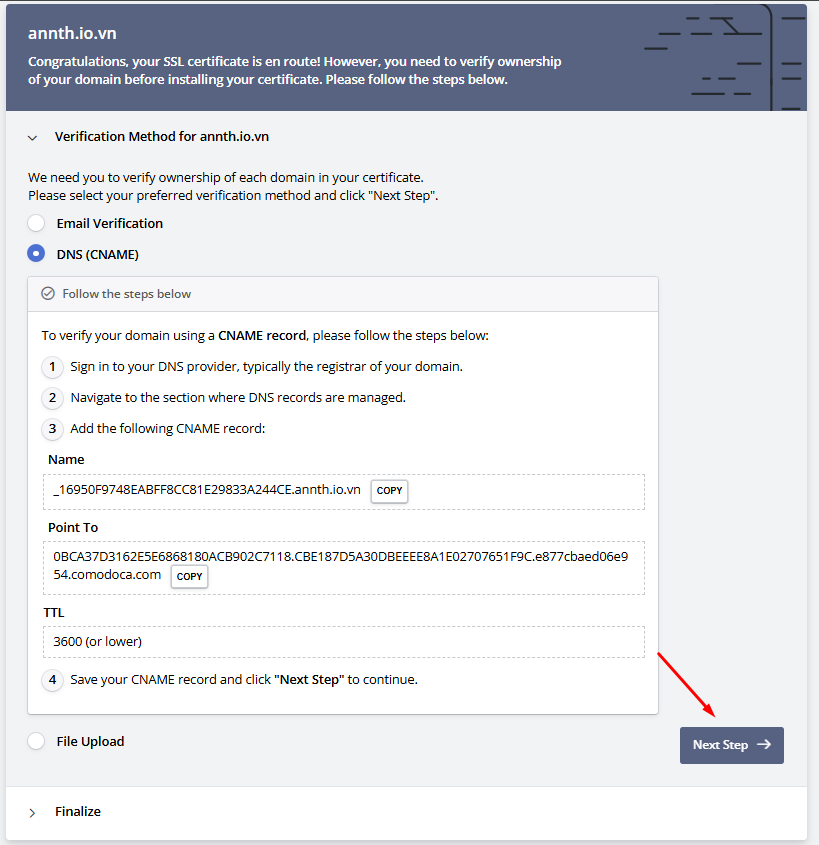 annth.io.vn
Congratulations, your SSL certificate is en route! However, you need to verify ownership
of your domain before installing your certificate. Please follow the steps below.
Verification Method for annth.io.vn
We need you to verify ownership of each domain in your certificate.
Please select your preferred verification method and click "Next Step".
Email Verification
DNS (CNAME)
Follow the steps below
To verify your domain using a CNAME record, please follow the steps below:
1 Sign in to your DNS provider, typically the registrar of your domain.
2 Navigate to the section where DNS records are managed.
3 Add the following CNAME record:
Name
_16950F9748EABFF8CC81E29833A244CE.annth.io.vn COPY
Point To
0BCA37D3162E5E6868180ACB902C7118.CBE187D5A30DBEEEE8A1E02707651F9C.e877cbaed06e9
54.comodoca.com COPY
TTL
3600 (or lower)
4 Save your CNAME record and click "Next Step" to continue.
File Upload
Next Step
Finalize